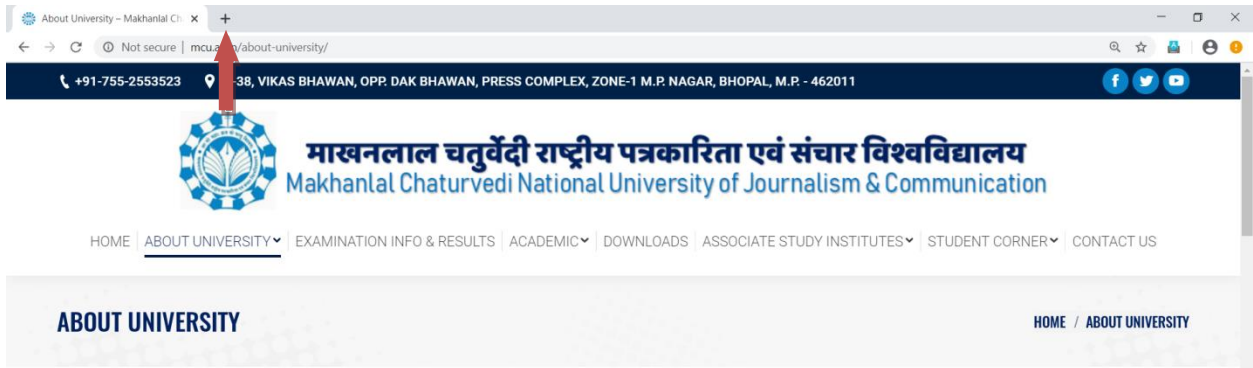 About University – Makhanlal Ch
Not secure | mcu.a n/about-university/
+91-755-2553523 -38, VIKAS BHAWAN, OPP. DAK BHAWAN, PRESS COMPLEX, ZONE-1 M.P. NAGAR, BHOPAL, M.P. - 462011
माखनलाल चतुर्वेदी राष्ट्रीय पत्रकारिता एवं संचार विश्वविद्यालय
Makhanlal Chaturvedi National University of Journalism & Communication
HOME ABOUT UNIVERSITY EXAMINATION INFO & RESULTS ACADEMIC DOWNLOADS ASSOCIATE STUDY INSTITUTES STUDENT CORNER CONTACT US
ABOUT UNIVERSITY
HOME / ABOUT UNIVERSITY